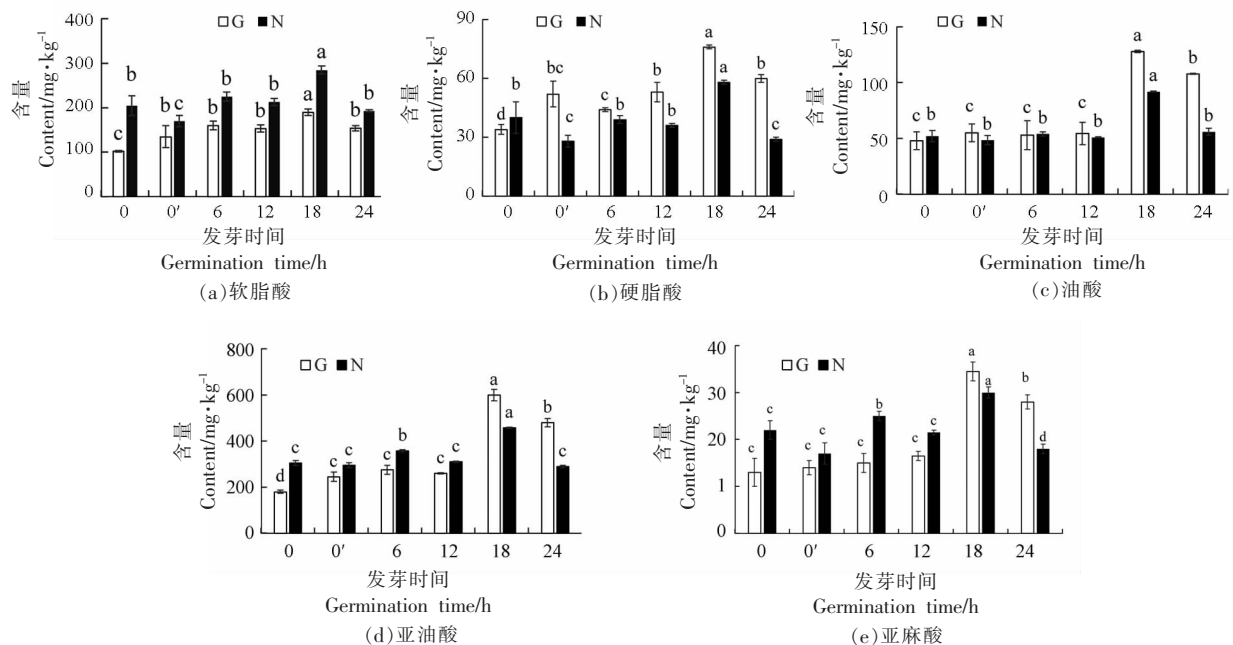 G N
400
300
200
100
0
含量
Content/mg·kg⁻¹
c b b c b b b b a a b b
0 0′ 6 12 18 24
发芽时间
Germination time/h
(a)软脂酸
G N
90
60
30
0
含量
Content/mg·kg⁻¹
d b bc c c b b b a a b c
0 0′ 6 12 18 24
发芽时间
Germination time/h
(b)硬脂酸
G N
150
100
50
0
含量
Content/mg·kg⁻¹
c b c b c b c b a a b b
0 0′ 6 12 18 24
发芽时间
Germination time/h
(c)油酸
G N
800
600
400
200
0
含量
Content/mg·kg⁻¹
d c c c c b c c a a b c
0 0′ 6 12 18 24
发芽时间
Germination time/h
(d)亚油酸
G N
40
30
20
1
0
含量
Content/mg·kg⁻¹
c c c c c b c c a a b d
0 0′ 6 12 18 24
发芽时间
Germination time/h
(e)亚麻酸